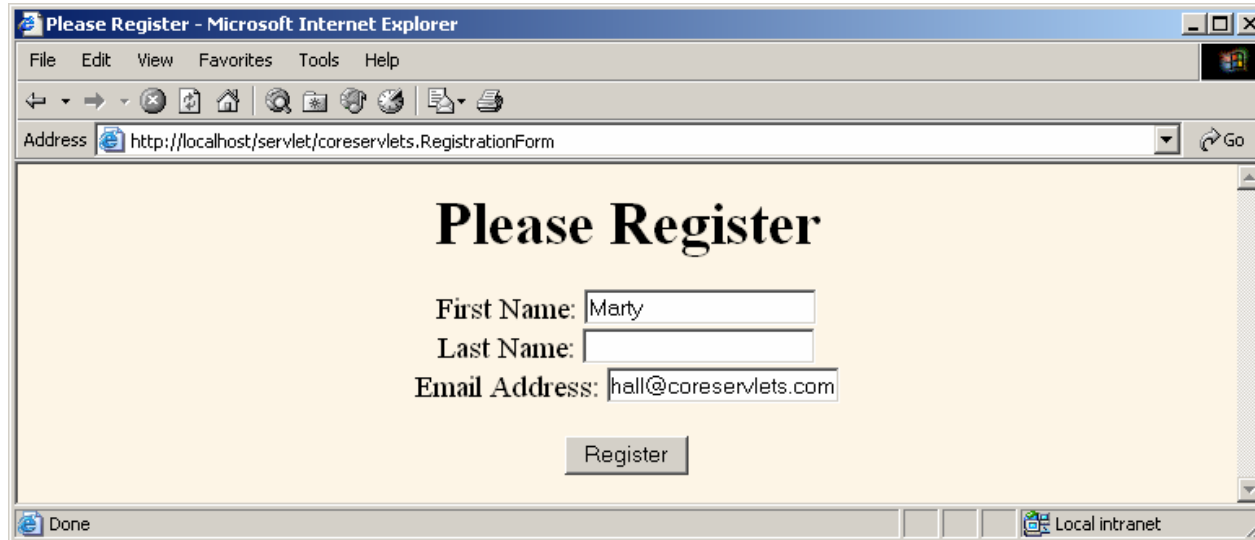 Please Register - Microsoft Internet Explorer
File Edit View Favorites Tools Help
Address http://localhost/servlet/coreservlets.RegistrationForm Go
Please Register
First Name: Marty
Last Name:
Email Address: hall@coreservlets.com
Register
Done Local intranet